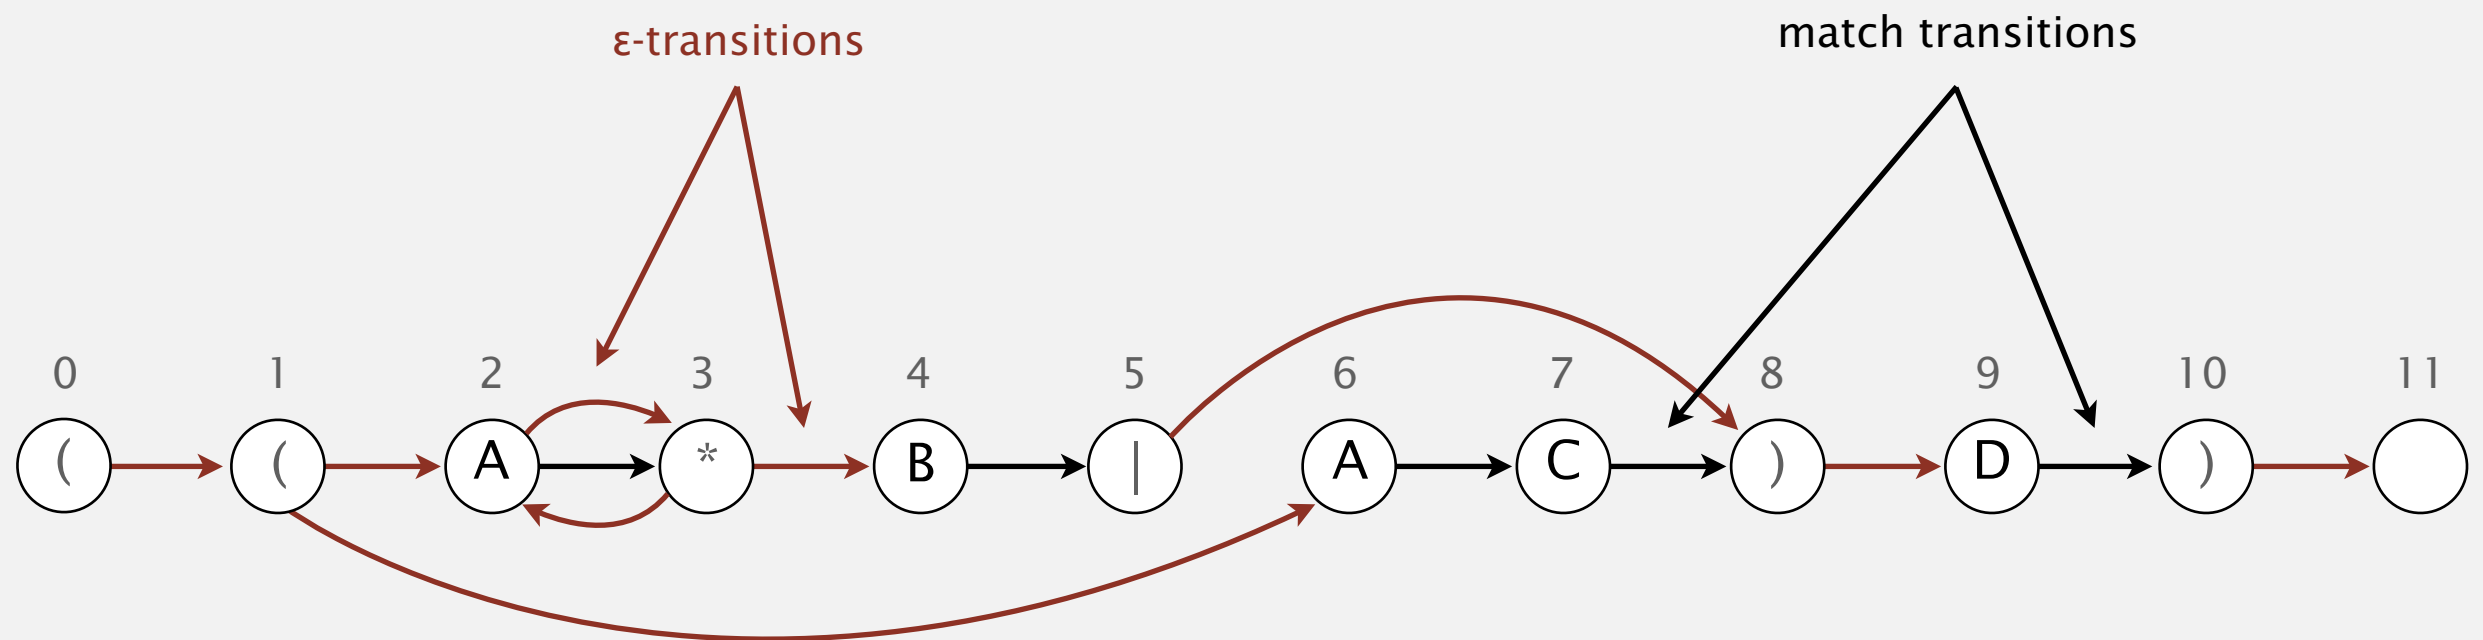 ε-transitions
match transitions
0 1 2 3 4 5 6 7 8 9 10 11
( ( A * B | A C ) D )